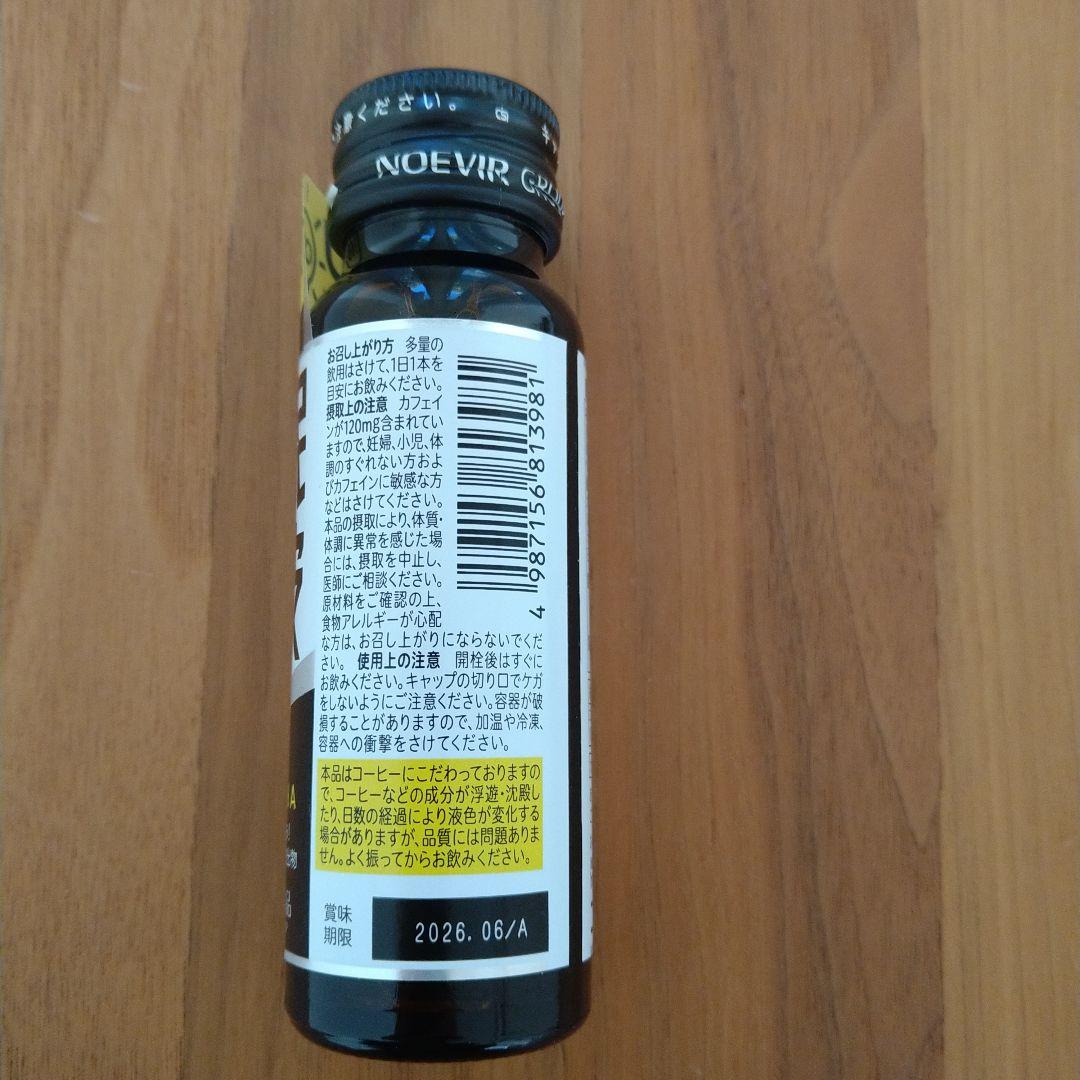 意ください。
NOEVIR GROUP
お召し上がり方 多量の
飲用はさけて、1日1本を
目安にお飲みください。
摂取上の注意 カフェイ
ンが120mg含まれてい
ますので、妊婦、小児、体
調のすぐれない方およ
びカフェインに敏感な方
などはさけてください。
本品の摂取により、体質・
体調に異常を感じた場
合には、摂取を中止し、
医師にご相談ください。
原材料をご確認の上、
食物アレルギーが心配
な方は、お召し上がりにならないでくだ
さい。 使用上の注意 開栓後はすぐに
お飲みください。キャップの切り口でケガ
をしないようにご注意ください。容器が破
損することがありますので、加温や冷凍、
容器への衝撃をさけてください。
4 987156 813981
本品はコーヒーにこだわっておりますの
で、コーヒーなどの成分が浮遊・沈殿し
たり、日数の経過により液色が変化する
場合がありますが、品質には問題ありま
せん。よく振ってからお飲みください。
賞味
期限
2026.06/A